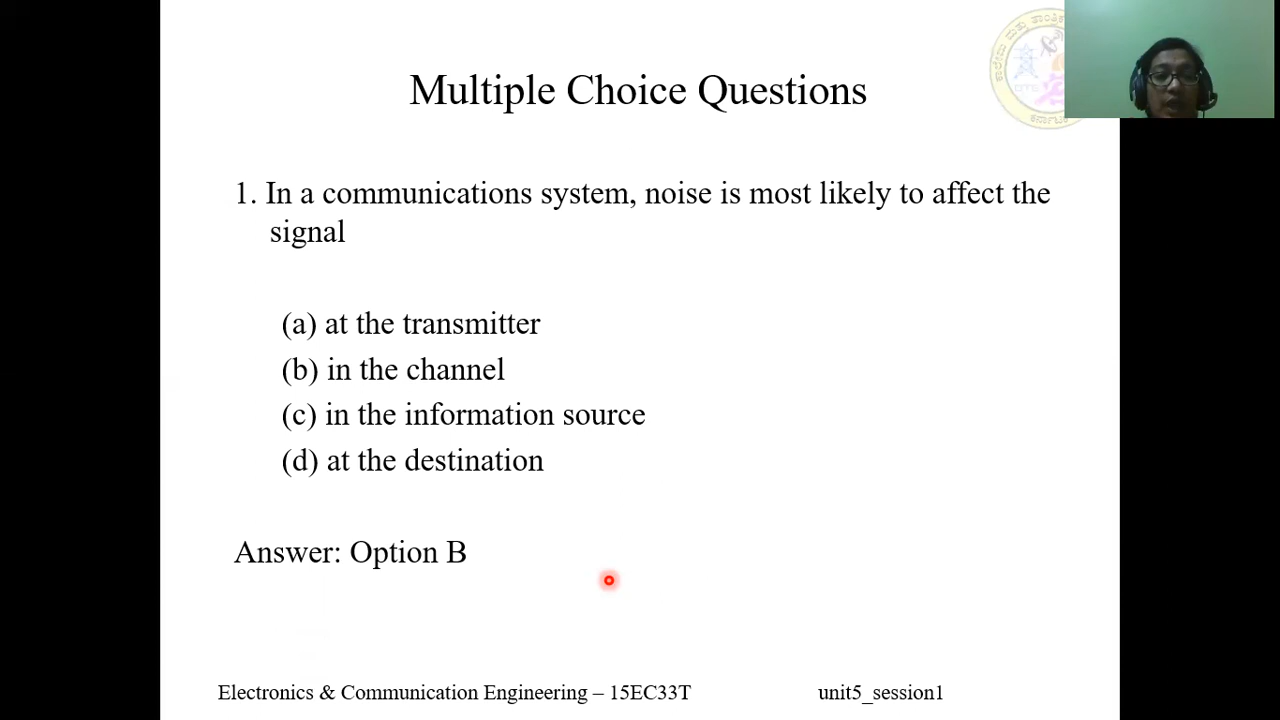 Multiple Choice Questions
1. In a communications system, noise is most likely to affect the
signal
(a) at the transmitter
(b) in the channel
(c) in the information source
(d) at the destination
Answer: Option B
Electronics & Communication Engineering – 15EC33T
unit5_session1